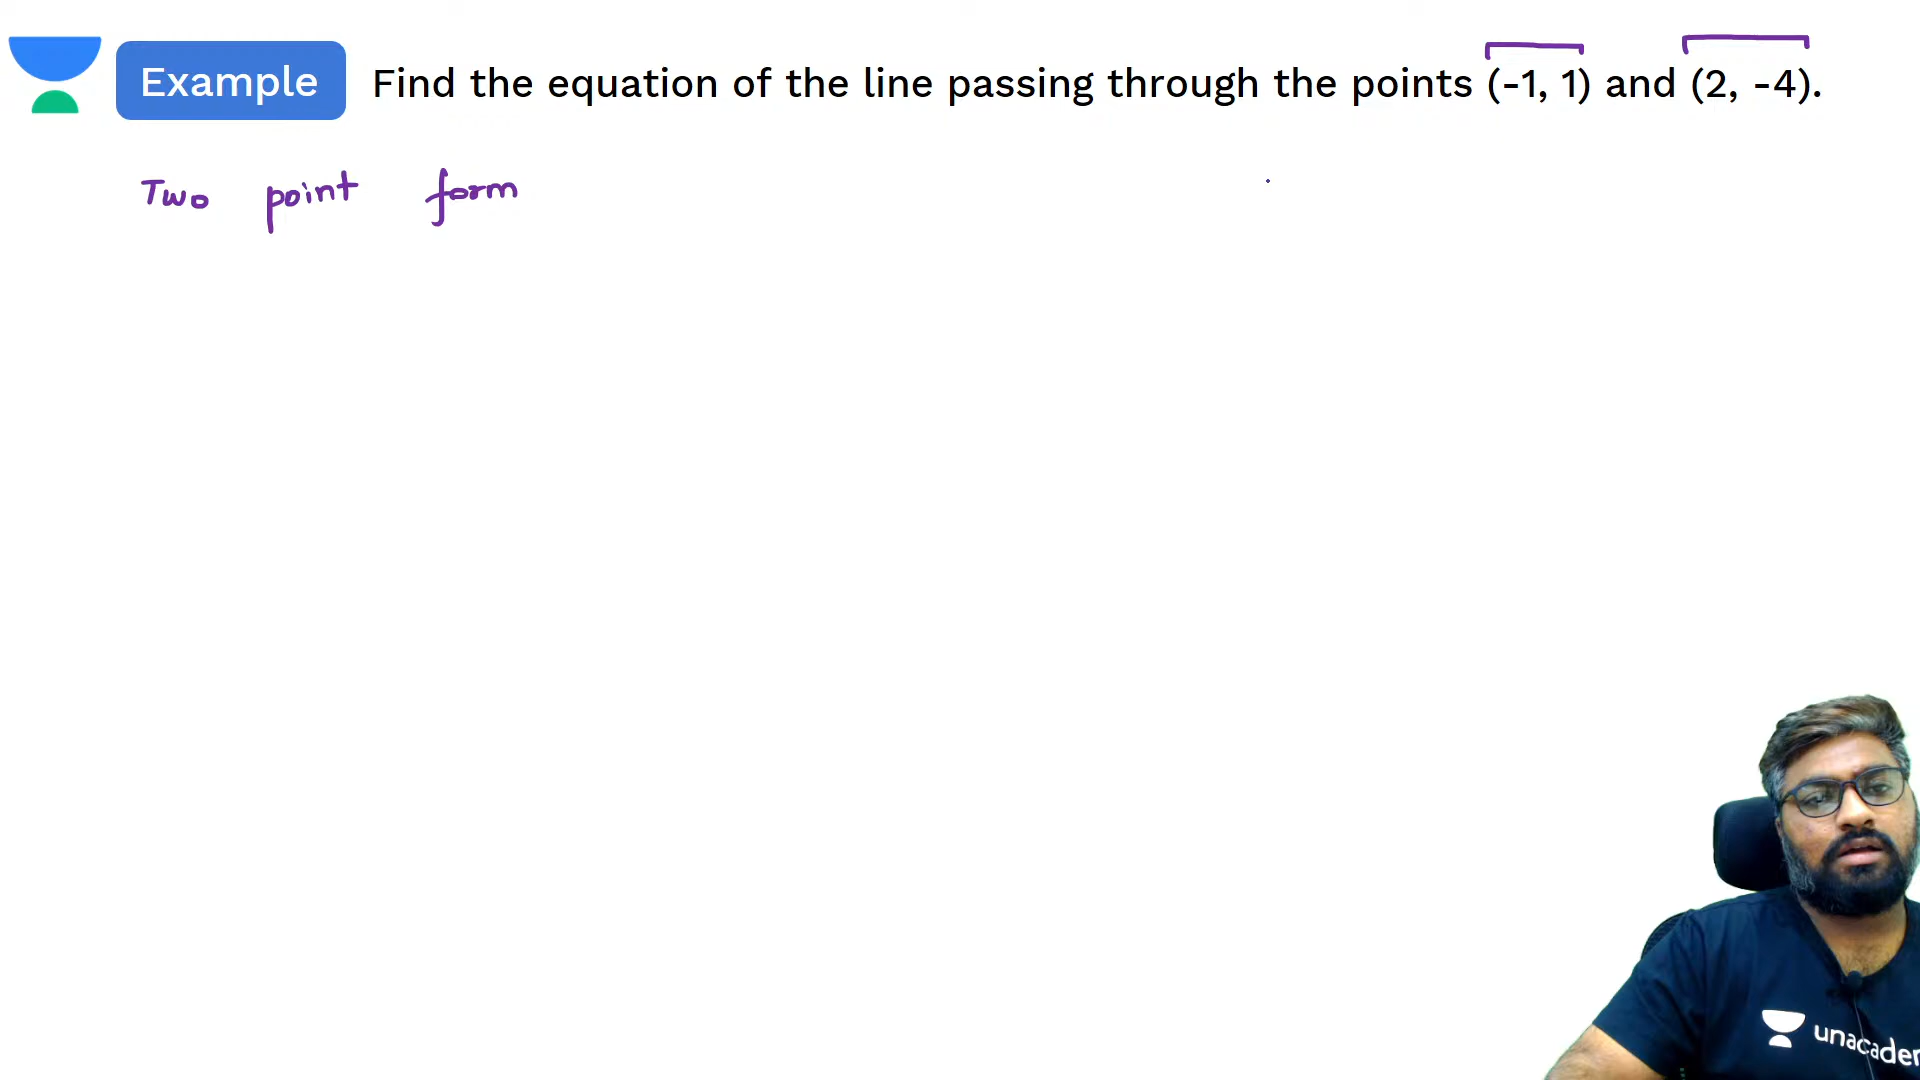 Example Find the equation of the line passing through the points (-1, 1) and (2, -4).
Two point form
unacadem